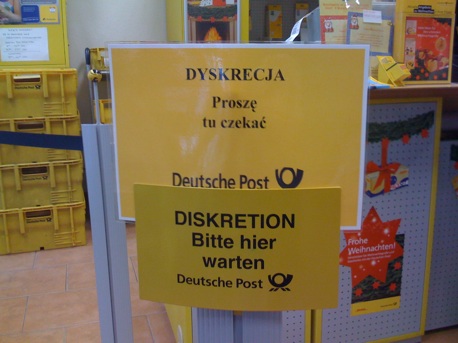 DYSKRECJA
Proszę
tu czekać
Deutsche Post
DISKRETION
Bitte hier
warten
Deutsche Post
Frohe
Weihnachten!